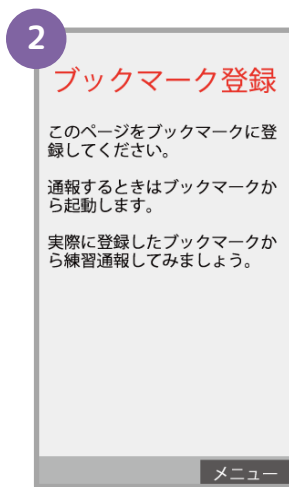 2
ブックマーク登録
このページをブックマークに登
録してください。
通報するときはブックマークか
ら起動します。
実際に登録したブックマークか
ら練習通報してみましょう。
メニュー